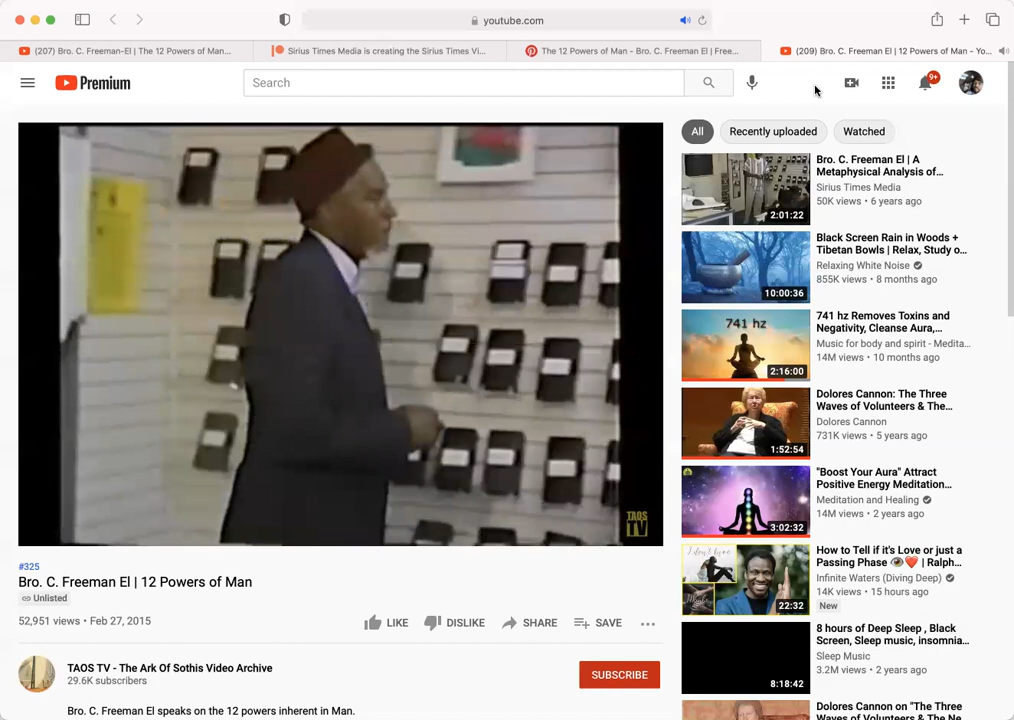 youtube.com
(207) Bro. C. Freeman-El | The 12 Powers of Man...
Sirius Times Media is creating the Sirius Times Vi...
The 12 Powers of Man - Bro. C. Freeman El | Free...
(209) Bro. C. Freeman El | 12 Powers of Man - Yo...
Premium
Search
9+
All
Recently uploaded
Watched
Bro. C. Freeman El | A
Metaphysical Analysis of...
Sirius Times Media
50K views • 6 years ago
2:01:22
Black Screen Rain in Woods +
Tibetan Bowls | Relax, Study o...
Relaxing White Noise
855K views • 8 months ago
10:00:36
741 hz
741 hz Removes Toxins and
Negativity, Cleanse Aura,...
Music for body and spirit - Medita...
14M views • 10 months ago
2:16:00
Dolores Cannon: The Three
Waves of Volunteers & The...
Dolores Cannon
731K views • 5 years ago
1:52:54
"Boost Your Aura" Attract
Positive Energy Meditation...
Meditation and Healing
14M views • 2 years ago
3:02:32
How to Tell if it's Love or just a
Passing Phase 👁️❤️ | Ralph...
Infinite Waters (Diving Deep)
14K views • 15 hours ago
New
22:32
8 hours of Deep Sleep , Black
Screen, Sleep music, insomnia...
Sleep Music
3.2M views • 2 years ago
8:18:42
Dolores Cannon on "The Three
Waves of Volunteers & The Ne
TAOS
TV
#325
Bro. C. Freeman El | 12 Powers of Man
Unlisted
52,951 views • Feb 27, 2015
LIKE
DISLIKE
SHARE
SAVE
TAOS TV - The Ark Of Sothis Video Archive
29.6K subscribers
SUBSCRIBE
Bro. C. Freeman El speaks on the 12 powers inherent in Man.